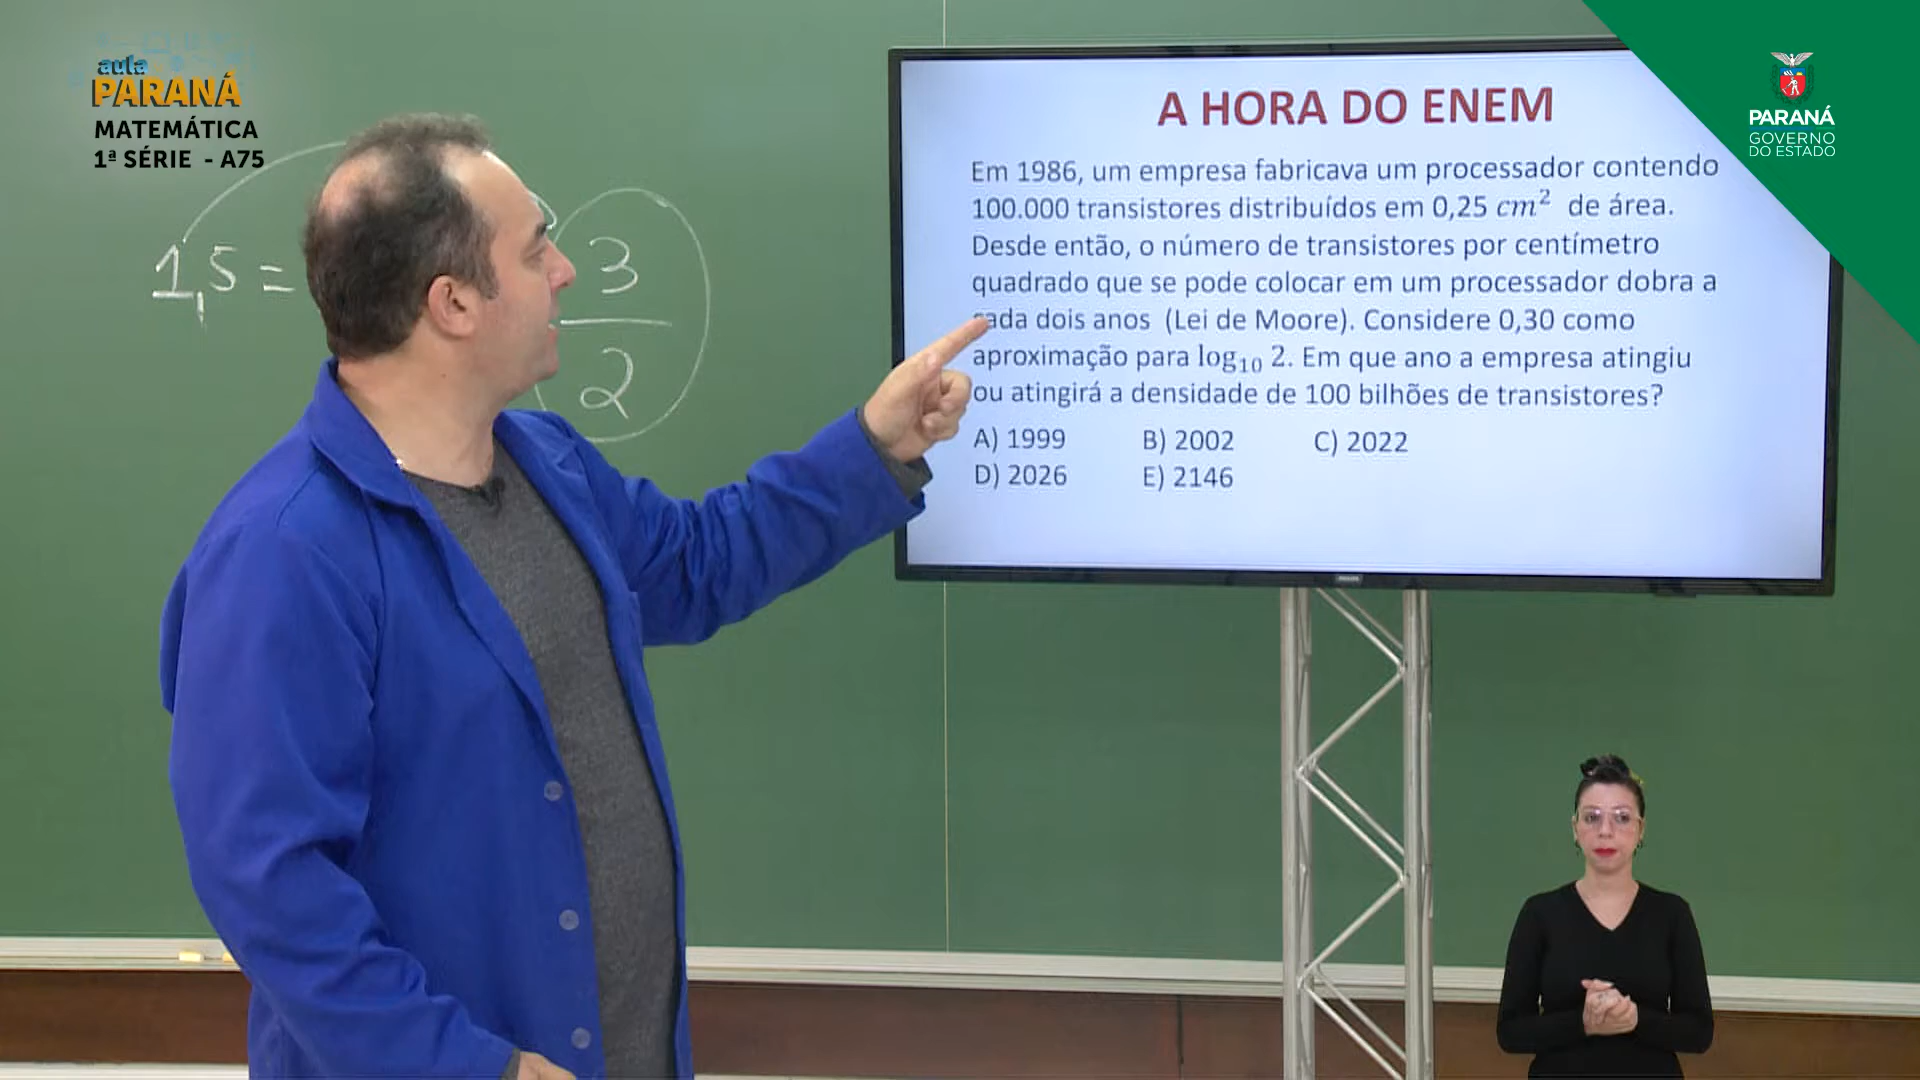 aula
PARANÁ
MATEMÁTICA
1ª SÉRIE - A75
1,5 =
3
2
A HORA DO ENEM
Em 1986, um empresa fabricava um processador contendo
100.000 transistores distribuídos em 0,25 cm² de área.
Desde então, o número de transistores por centímetro
quadrado que se pode colocar em um processador dobra a
cada dois anos (Lei de Moore). Considere 0,30 como
aproximação para log₁₀ 2. Em que ano a empresa atingiu
ou atingirá a densidade de 100 bilhões de transistores?
A) 1999 B) 2002 C) 2022
D) 2026 E) 2146
PARANÁ
GOVERNO
DO ESTADO